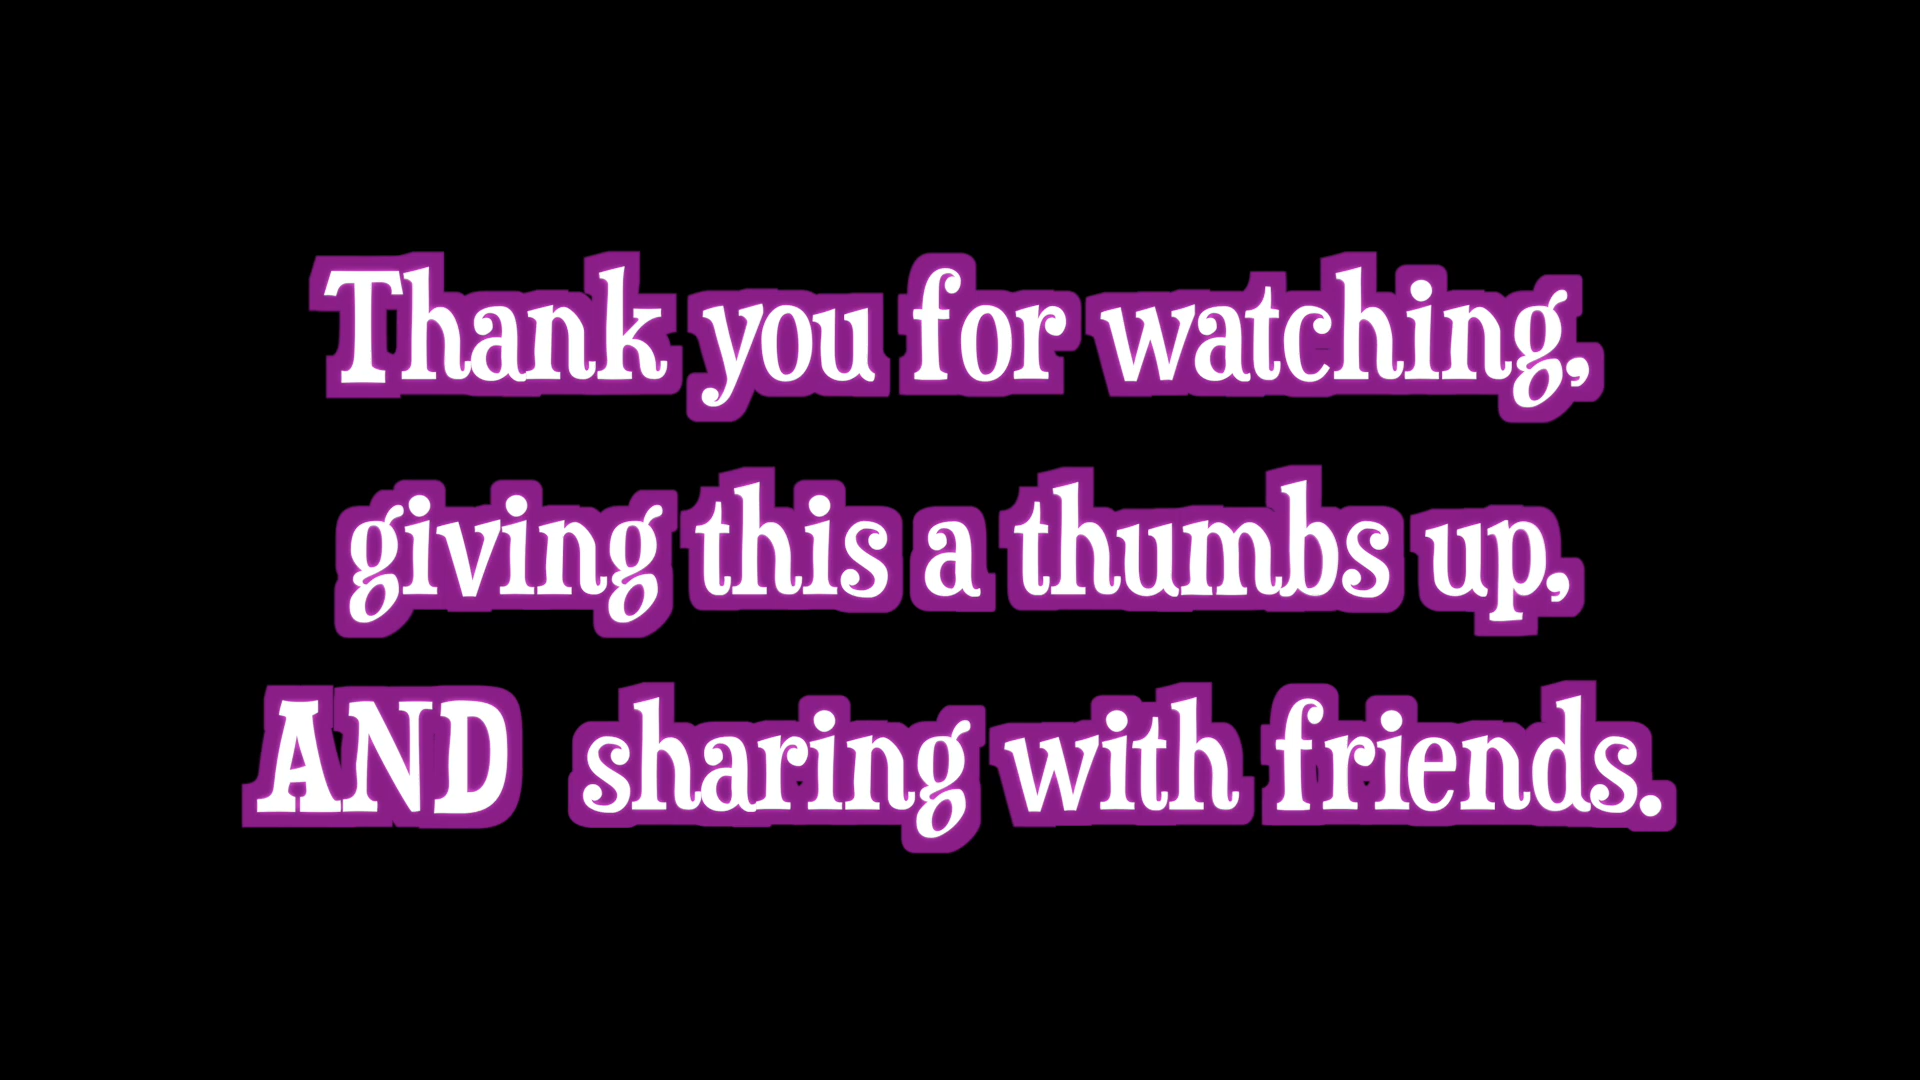 Thank you for watching,
giving this a thumbs up,
AND sharing with friends.